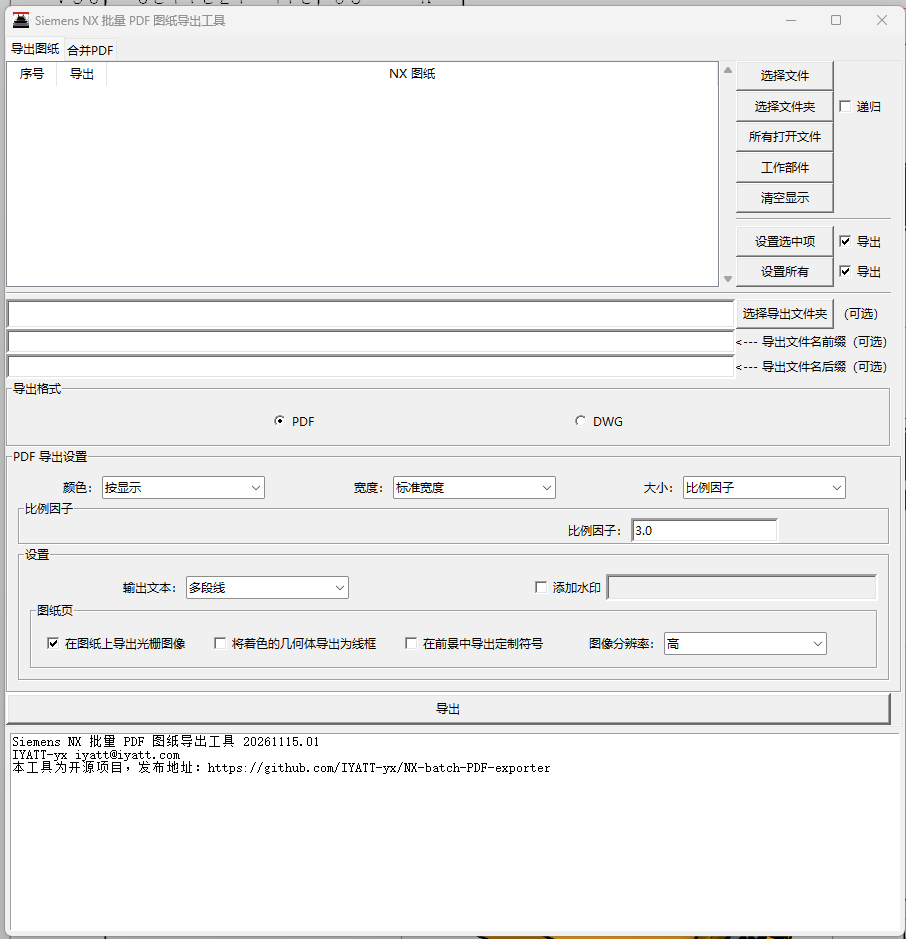 Siemens NX 批量 PDF 图纸导出工具
导出图纸 合并PDF
序号 导出 NX 图纸
选择文件
选择文件夹 递归
所有打开文件
工作部件
清空显示
设置选中项 导出
设置所有 导出
选择导出文件夹 (可选)
<--- 导出文件名前缀 (可选)
<--- 导出文件名后缀 (可选)
导出格式
PDF DWG
PDF 导出设置
颜色: 按显示 宽度: 标准宽度 大小: 比例因子
比例因子
比例因子: 3.0
设置
输出文本: 多段线 添加水印
图纸页
在图纸上导出光栅图像 将着色的几何体导出为线框 在前景中导出定制符号 图像分辨率: 高
导出
Siemens NX 批量 PDF 图纸导出工具 20261115.01
IYATT-yx iyatt@iyatt.com
本工具为开源项目，发布地址：https://github.com/IYATT-yx/NX-batch-PDF-exporter